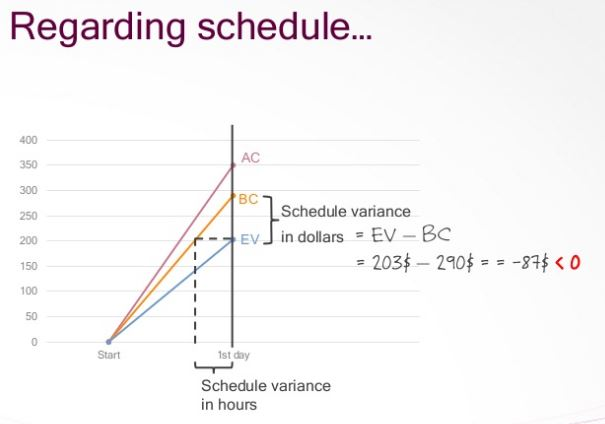 Regarding schedule...
400
350
300
250
200
150
100
50
0
AC
BC
EV
Schedule variance
in dollars = EV – BC
= 203$ – 290$ = = -87$ < 0
Start
1st day
Schedule variance
in hours